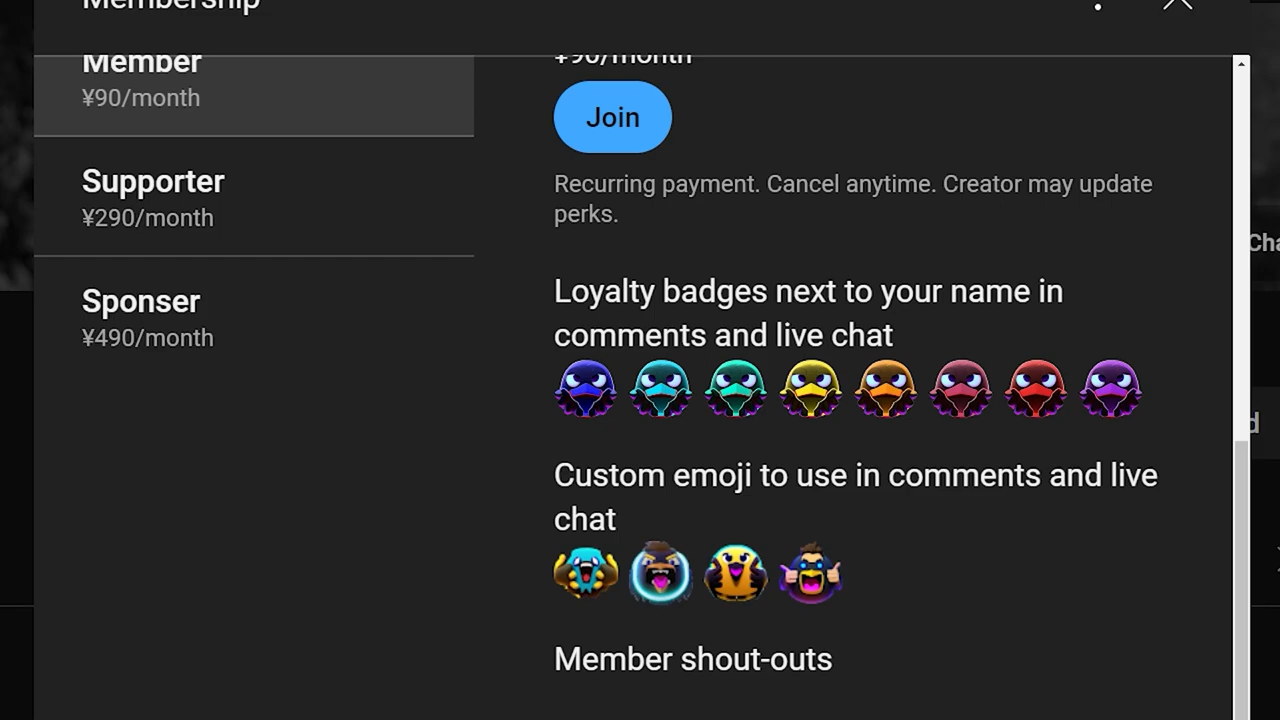 Membership
Member
¥90/month
Supporter
¥290/month
Sponser
¥490/month
Join
Recurring payment. Cancel anytime. Creator may update
perks.
Loyalty badges next to your name in
comments and live chat
Custom emoji to use in comments and live
chat
Member shout-outs